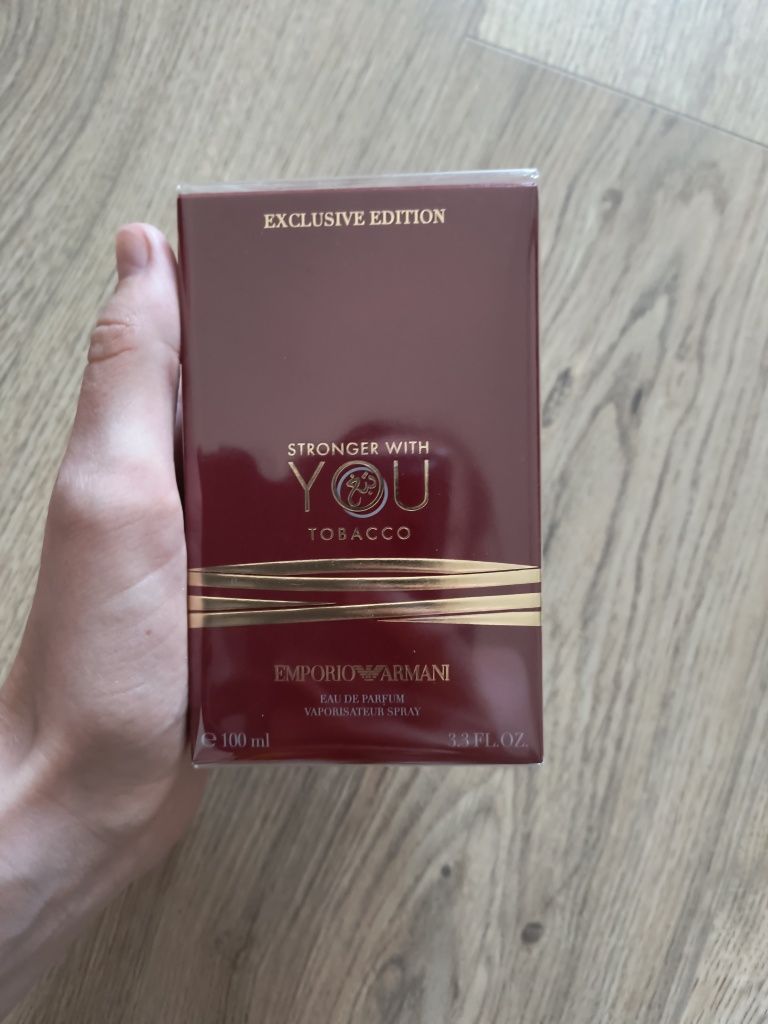 EXCLUSIVE EDITION
STRONGER WITH
YOU
TOBACCO
EMPORIO ARMANI
EAU DE PARFUM
VAPORISATEUR SPRAY
℮ 100 ml 3.3 FL.OZ.